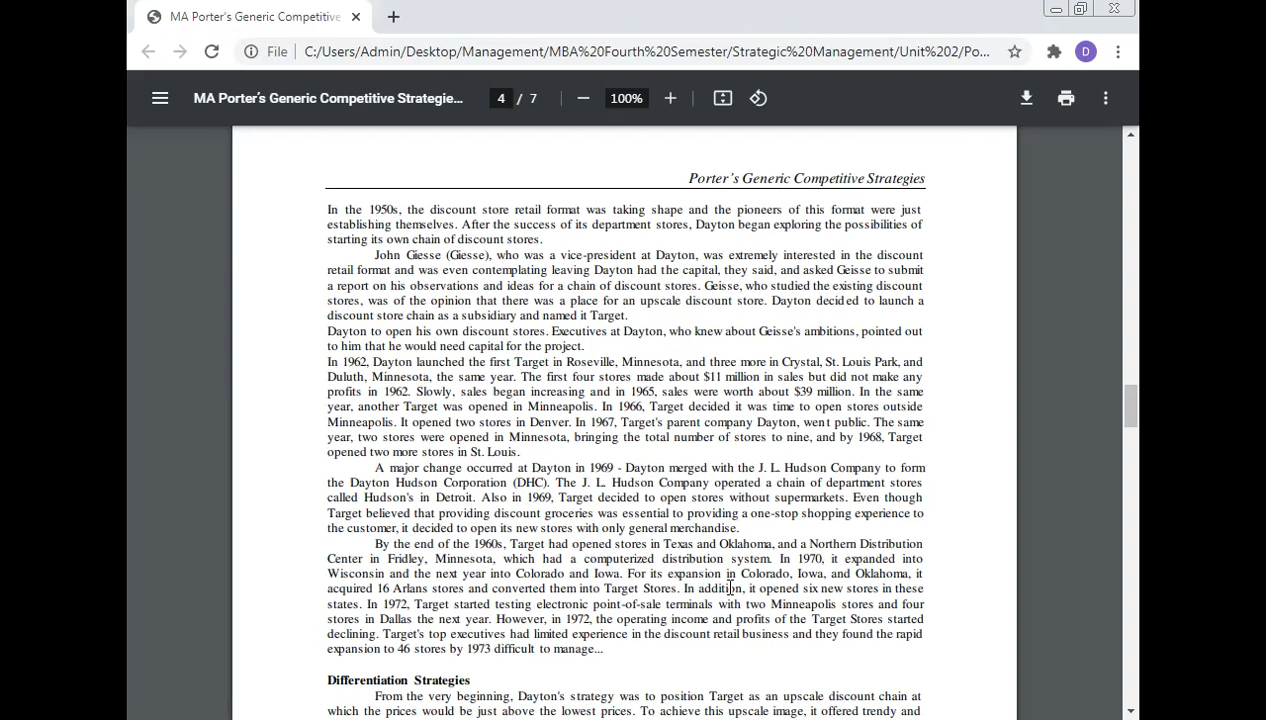 MA Porter's Generic Competitive
File C:/Users/Admin/Desktop/Management/MBA%20Fourth%20Semester/Strategic%20Management/Unit%202/Po...
D
MA Porter's Generic Competitive Strategie...
4 / 7
100%
Porter's Generic Competitive Strategies
In the 1950s, the discount store retail format was taking shape and the pioneers of this format were just
establishing themselves. After the success of its department stores, Dayton began exploring the possibilities of
starting its own chain of discount stores.
John Giesse (Giesse), who was a vice-president at Dayton, was extremely interested in the discount
retail format and was even contemplating leaving Dayton had the capital, they said, and asked Geisse to submit
a report on his observations and ideas for a chain of discount stores. Geisse, who studied the existing discount
stores, was of the opinion that there was a place for an upscale discount store. Dayton decided to launch a
discount store chain as a subsidiary and named it Target.
Dayton to open his own discount stores. Executives at Dayton, who knew about Geisse's ambitions, pointed out
to him that he would need capital for the project.
In 1962, Dayton launched the first Target in Roseville, Minnesota, and three more in Crystal, St. Louis Park, and
Duluth, Minnesota, the same year. The first four stores made about $11 million in sales but did not make any
profits in 1962. Slowly, sales began increasing and in 1965, sales were worth about $39 million. In the same
year, another Target was opened in Minneapolis. In 1966, Target decided it was time to open stores outside
Minneapolis. It opened two stores in Denver. In 1967, Target's parent company Dayton, went public. The same
year, two stores were opened in Minnesota, bringing the total number of stores to nine, and by 1968, Target
opened two more stores in St. Louis.
A major change occurred at Dayton in 1969 - Dayton merged with the J. L. Hudson Company to form
the Dayton Hudson Corporation (DHC). The J. L. Hudson Company operated a chain of department stores
called Hudson's in Detroit. Also in 1969, Target decided to open stores without supermarkets. Even though
Target believed that providing discount groceries was essential to providing a one-stop shopping experience to
the customer, it decided to open its new stores with only general merchandise.
By the end of the 1960s, Target had opened stores in Texas and Oklahoma, and a Northern Distribution
Center in Fridley, Minnesota, which had a computerized distribution system. In 1970, it expanded into
Wisconsin and the next year into Colorado and Iowa. For its expansion in Colorado, Iowa, and Oklahoma, it
acquired 16 Arlans stores and converted them into Target Stores. In addition, it opened six new stores in these
states. In 1972, Target started testing electronic point-of-sale terminals with two Minneapolis stores and four
stores in Dallas the next year. However, in 1972, the operating income and profits of the Target Stores started
declining. Target's top executives had limited experience in the discount retail business and they found the rapid
expansion to 46 stores by 1973 difficult to manage...
Differentiation Strategies
From the very beginning, Dayton's strategy was to position Target as an upscale discount chain at
which the prices would be just above the lowest prices. To achieve this upscale image, it offered trendy and